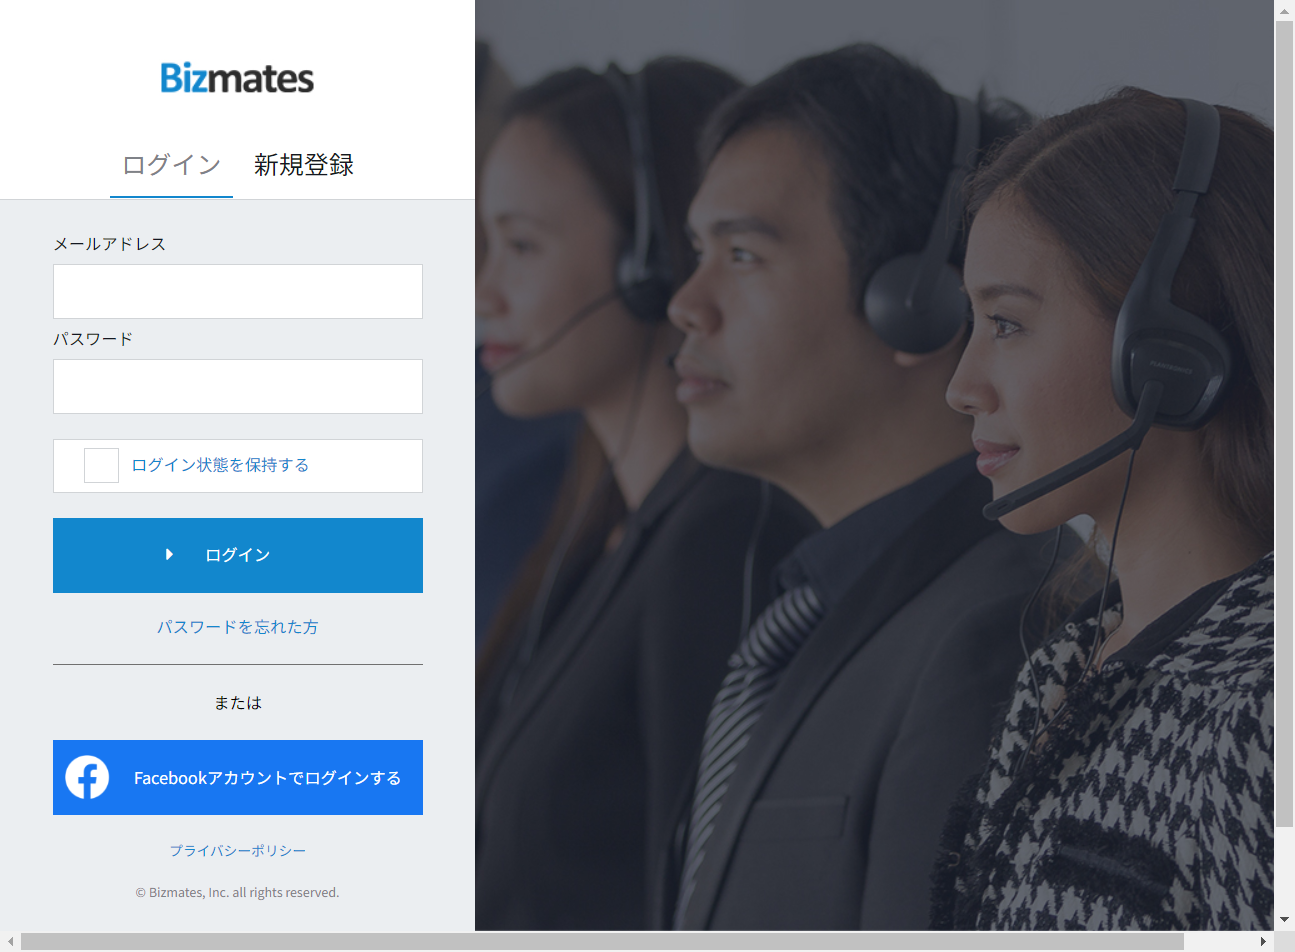 Bizmates
ログイン 新規登録
メールアドレス
パスワード
ログイン状態を保持する
ログイン
パスワードを忘れた方
または
Facebookアカウントでログインする
プライバシーポリシー
© Bizmates, Inc. all rights reserved.